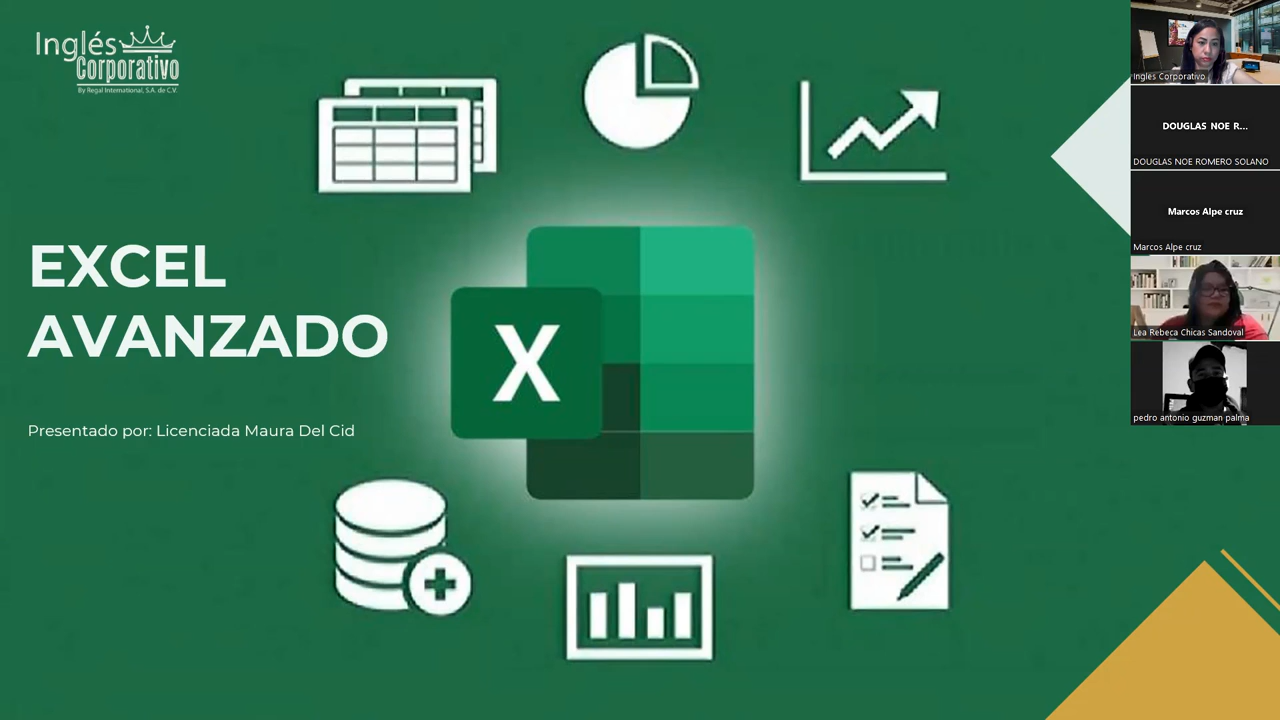 Inglés
Corporativo
By Regal International, S.A. de C.V.
EXCEL
AVANZADO
Presentado por: Licenciada Maura Del Cid
X
Inglés Corporativo
DOUGLAS NOE R...
DOUGLAS NOE ROMERO SOLANO
Marcos Alpe cruz
Marcos Alpe cruz
Lea Rebeca Chicas Sandoval
pedro antonio guzman palma